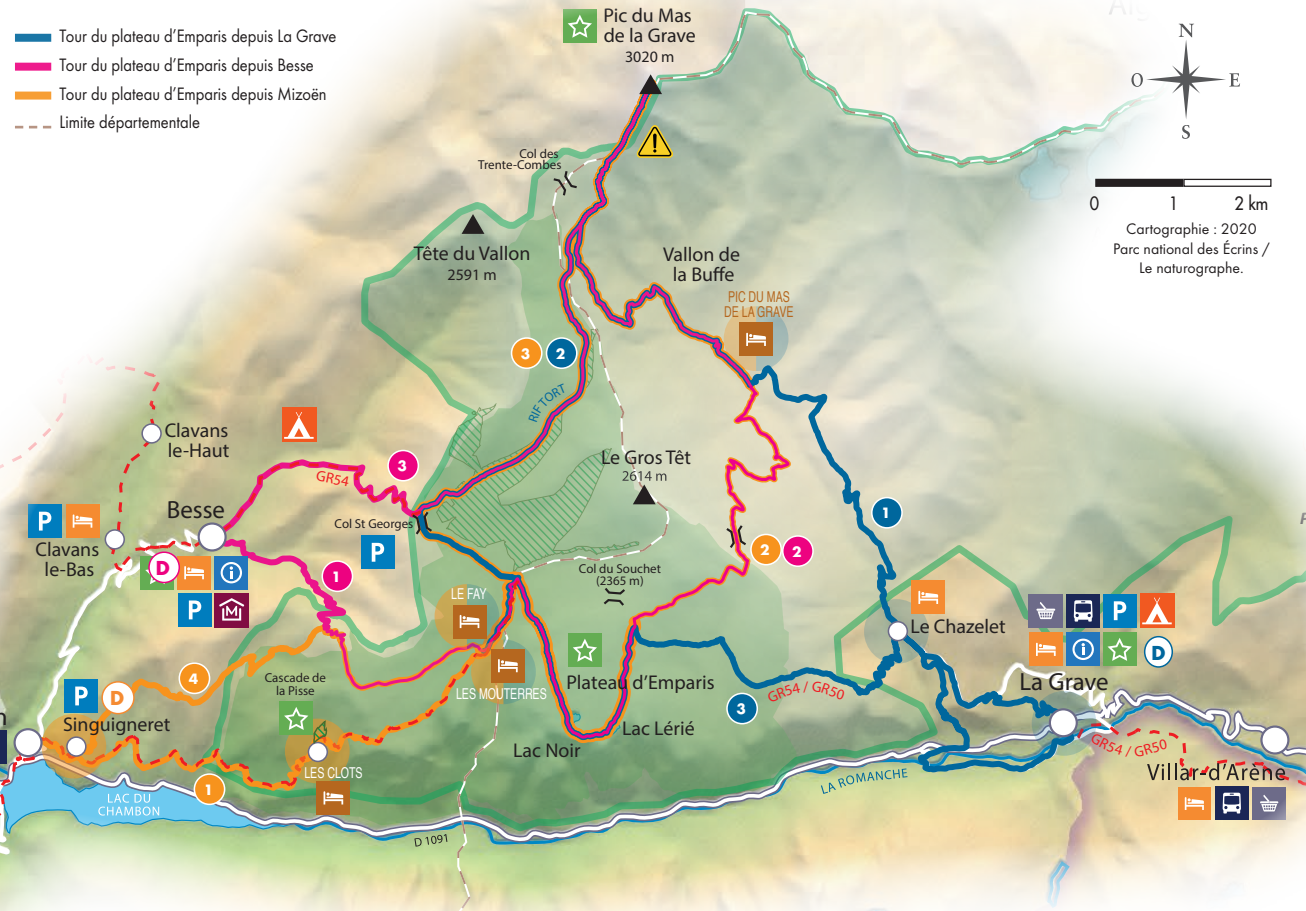 Tour du plateau d'Emparis depuis La Grave
Tour du plateau d'Emparis depuis Besse
Tour du plateau d'Emparis depuis Mizoën
Limite départementale
Pic du Mas
de la Grave
3020 m
N
O
E
S
0
1
2 km
Cartographie : 2020
Parc national des Écrins /
Le naturographe.
Col des
Trente-Combes
Tête du Vallon
2591 m
Vallon de
la Buffe
PIC DU MAS
DE LA GRAVE
3
2
RIF TORT
Clavans
le-Haut
GR54
3
Le Gros Têt
2614 m
Besse
P
Clavans
le-Bas
Col St Georges
P
1
D
i
P
M
1
2
2
Col du Souchet
(2365 m)
LE FAY
Le Chazelet
P
i
D
4
P
D
Singuigneret
Cascade de
la Pisse
LES MOUTERRES
Plateau d'Emparis
GR54 / GR50
3
La Grave
n
Lac Noir
Lac Lérié
GR54 / GR50
LES CLOTS
1
LAC DU
CHAMBON
LA ROMANCHE
Villar-d'Arène
D 1091